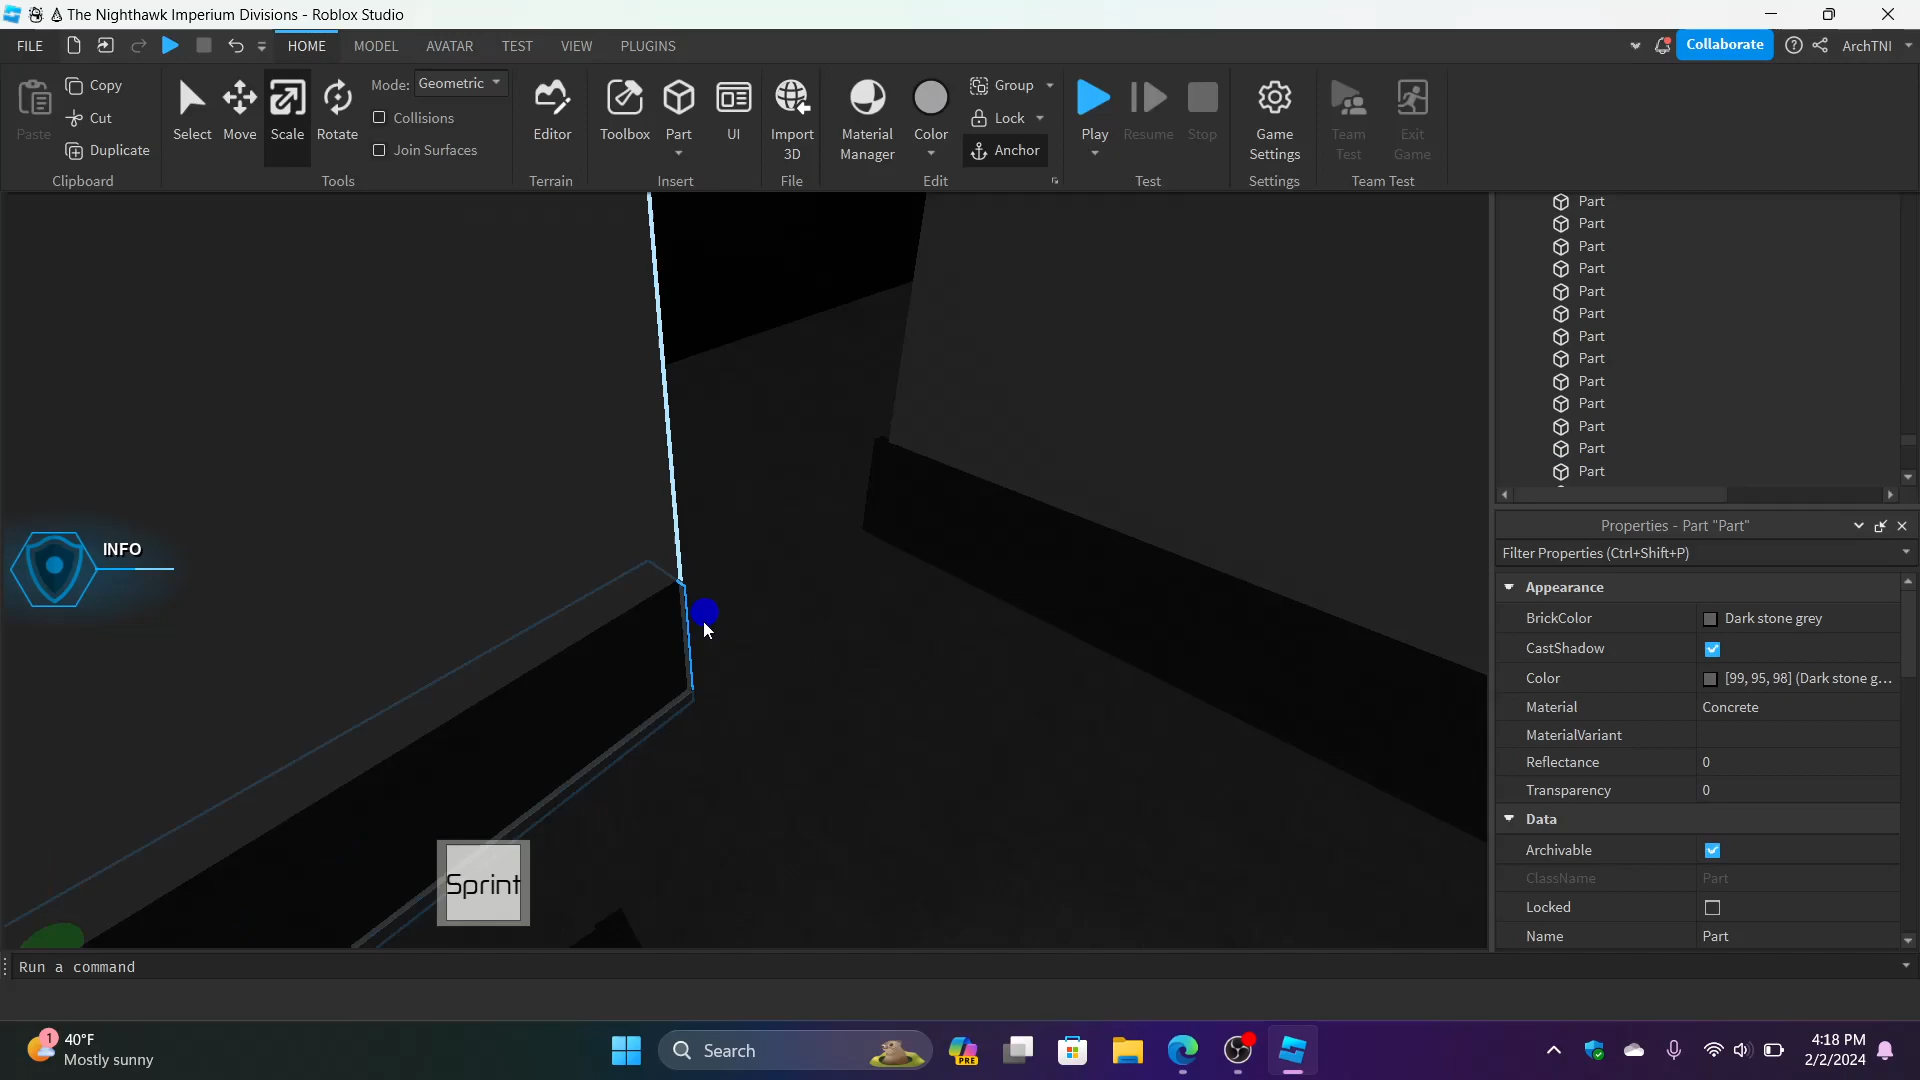 The Nighthawk Imperium Divisions - Roblox Studio
FILE HOME MODEL AVATAR TEST VIEW PLUGINS Collaborate ArchTNI
Paste Copy Cut Duplicate Clipboard
Select Move Scale Rotate Mode: Geometric Collisions Join Surfaces Tools
Editor Terrain
Toolbox Part UI Insert
Import 3D File
Material Manager Color Group Lock Anchor Edit
Play Resume Stop Test
Game Settings Settings
Team Test Exit Game Team Test
Part
Part
Part
Part
Part
Part
Part
Part
Part
Part
Part
Part
Part
INFO
Sprint
Properties - Part "Part"
Filter Properties (Ctrl+Shift+P)
Appearance
BrickColor Dark stone grey
CastShadow
Color [99, 95, 98] (Dark stone g...
Material Concrete
MaterialVariant
Reflectance 0
Transparency 0
Data
Archivable
ClassName Part
Locked
Name Part
Run a command
1
40°F
Mostly sunny
Search
PRE
4:18 PM
2/2/2024